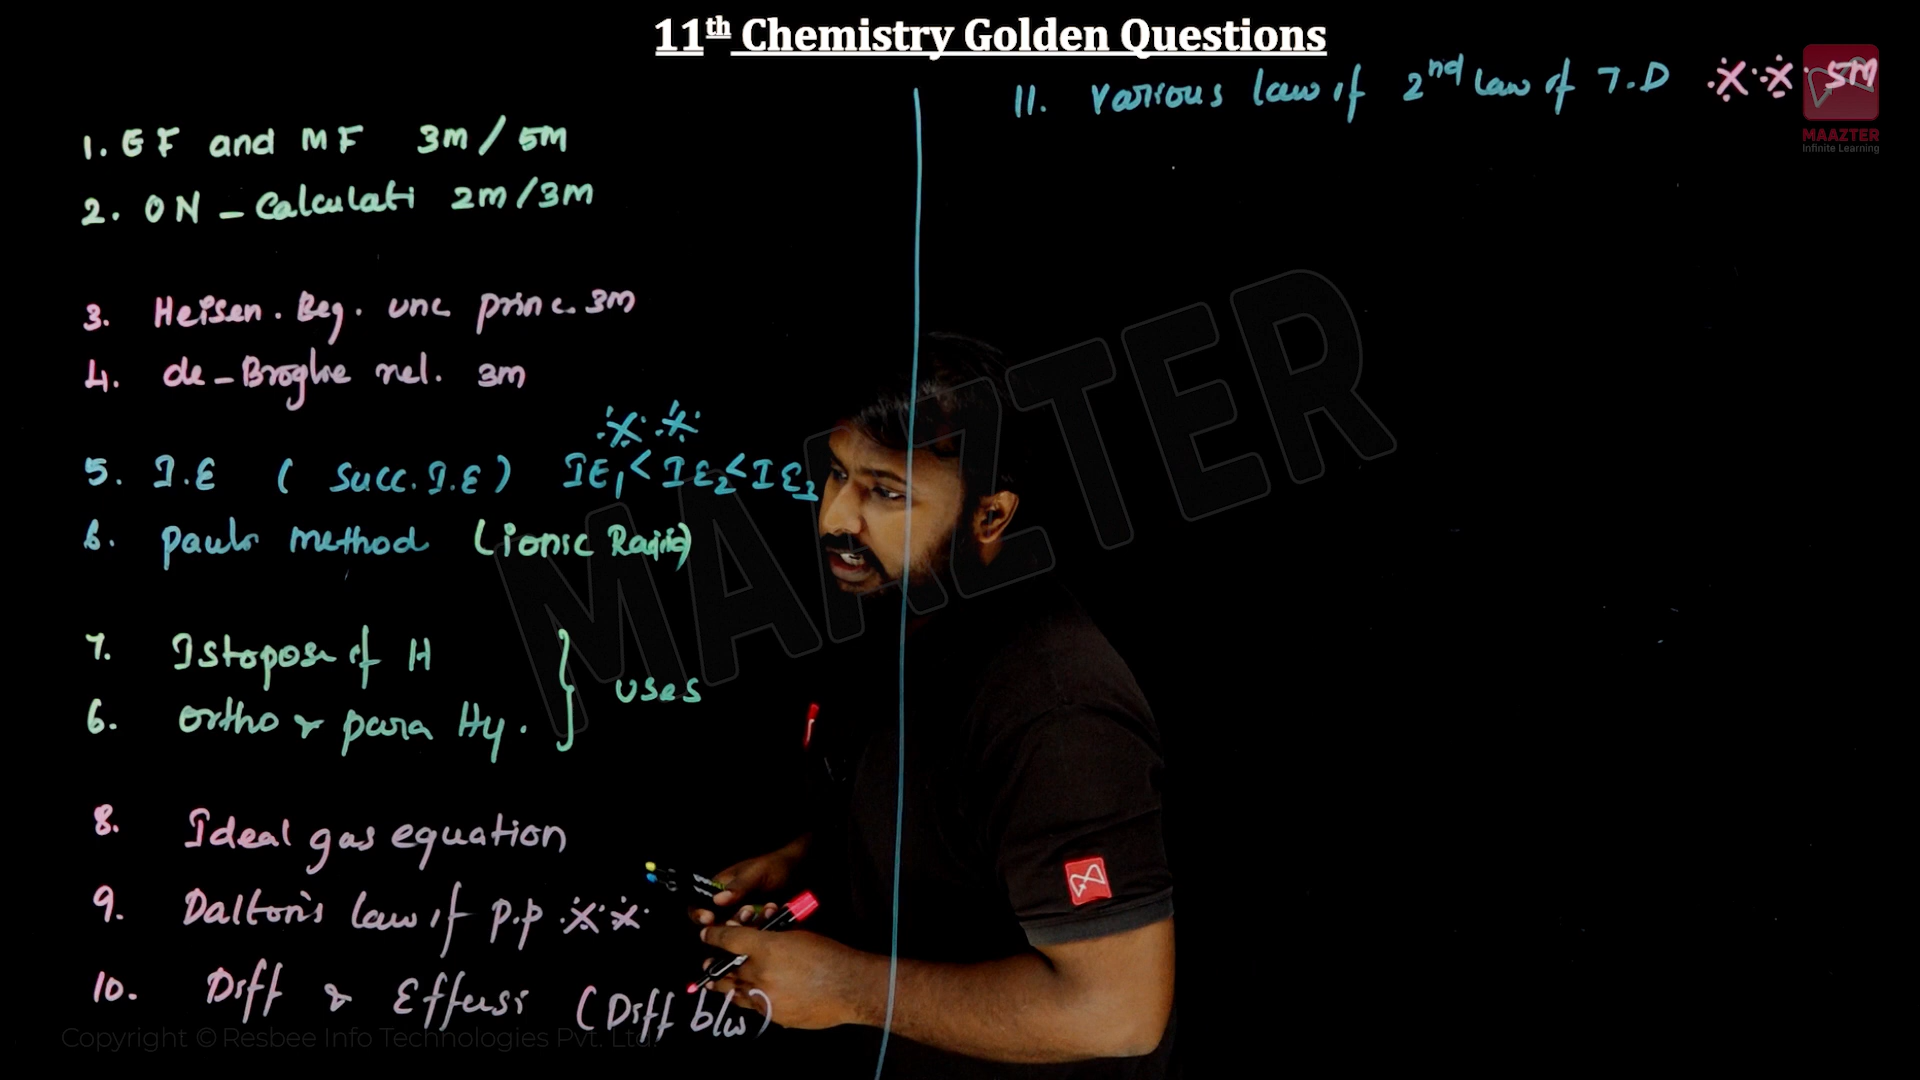 11th Chemistry Golden Questions
1. EF and MF 3m / 5m
2. ON - Calculati 2m/3m
3. Heisen. Beg. unc princ. 3m
4. de-Broglie rel. 3m
5. I.E ( Succ. I.E ) IE1 < IE2 < IE3
6. Pauls method (ionic Radii)
7. Istopose of H
6. Ortho & para Hy. } uses
8. Ideal gas equation
9. Dalton's law of p.p ※ ※
10. Diff & Effusi (Diff b/w)
11. Various law of 2nd law of T.D ※ ※ 5M
MAAZTER
Infinite Learning
MAAZTER
Copyright © Resbee Info Technologies Pvt. Ltd.